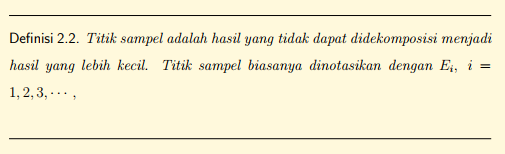 Definisi 2.2. Titik sampel adalah hasil yang tidak dapat didekomposisi menjadi
hasil yang lebih kecil. Titik sampel biasanya dinotasikan dengan Eᵢ, i =
1, 2, 3, ⋯ ,